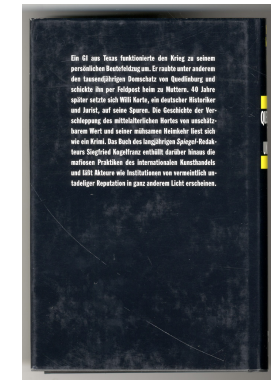 Ein GI aus Texas funktionierte den Krieg zu seinem
persönlichen Beutefeldzug um. Er raubte unter anderem
den tausendjährigen Domschatz von Quedlinburg und
schickte ihn per Feldpost heim zu Muttern. 40 Jahre
später setzte sich Willi Korte, ein deutscher Historiker
und Jurist, auf seine Spuren. Die Geschichte der Ver-
schleppung des mittelalterlichen Hortes von unschätz-
barem Wert und seiner mühsamen Heimkehr liest sich
wie ein Krimi. Das Buch des langjährigen Spiegel-Redak-
teurs Siegfried Kogelfranz enthüllt darüber hinaus die
mafiosen Praktiken des internationalen Kunsthandels
und läßt Akteure wie Institutionen von vermeintlich un-
tadeliger Reputation in ganz anderem Licht erscheinen.